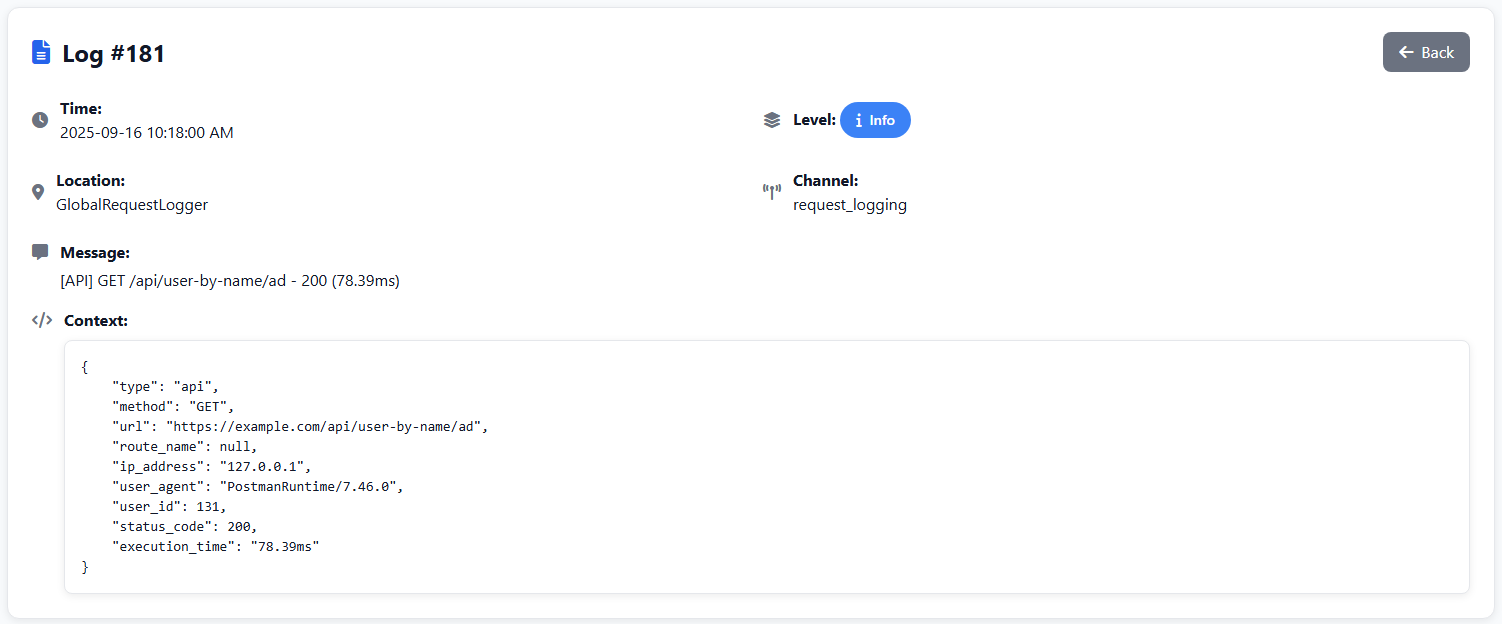 Log #181
Back
Time:
2025-09-16 10:18:00 AM
Level: Info
Location:
GlobalRequestLogger
Channel:
request_logging
Message:
[API] GET /api/user-by-name/ad - 200 (78.39ms)
Context:
{
    "type": "api",
    "method": "GET",
    "url": "https://example.com/api/user-by-name/ad",
    "route_name": null,
    "ip_address": "127.0.0.1",
    "user_agent": "PostmanRuntime/7.46.0",
    "user_id": 131,
    "status_code": 200,
    "execution_time": "78.39ms"
}